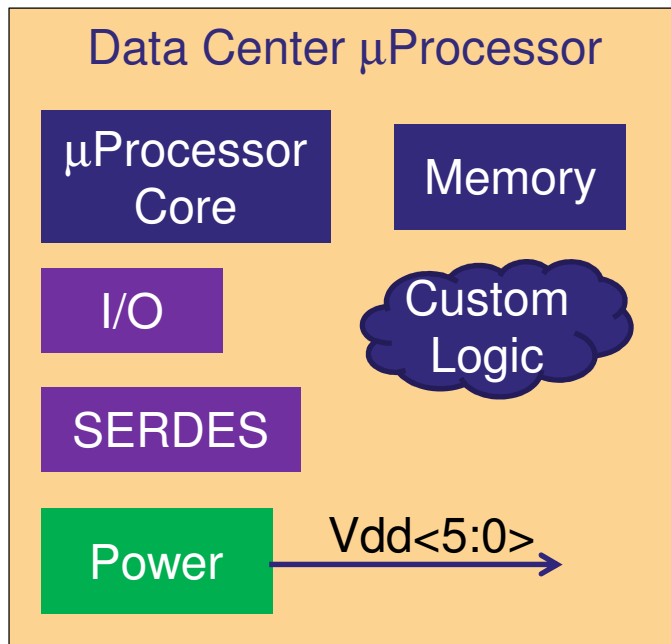 Data Center μProcessor
μProcessor
Core
Memory
I/O
Custom
Logic
SERDES
Power
Vdd<5:0>